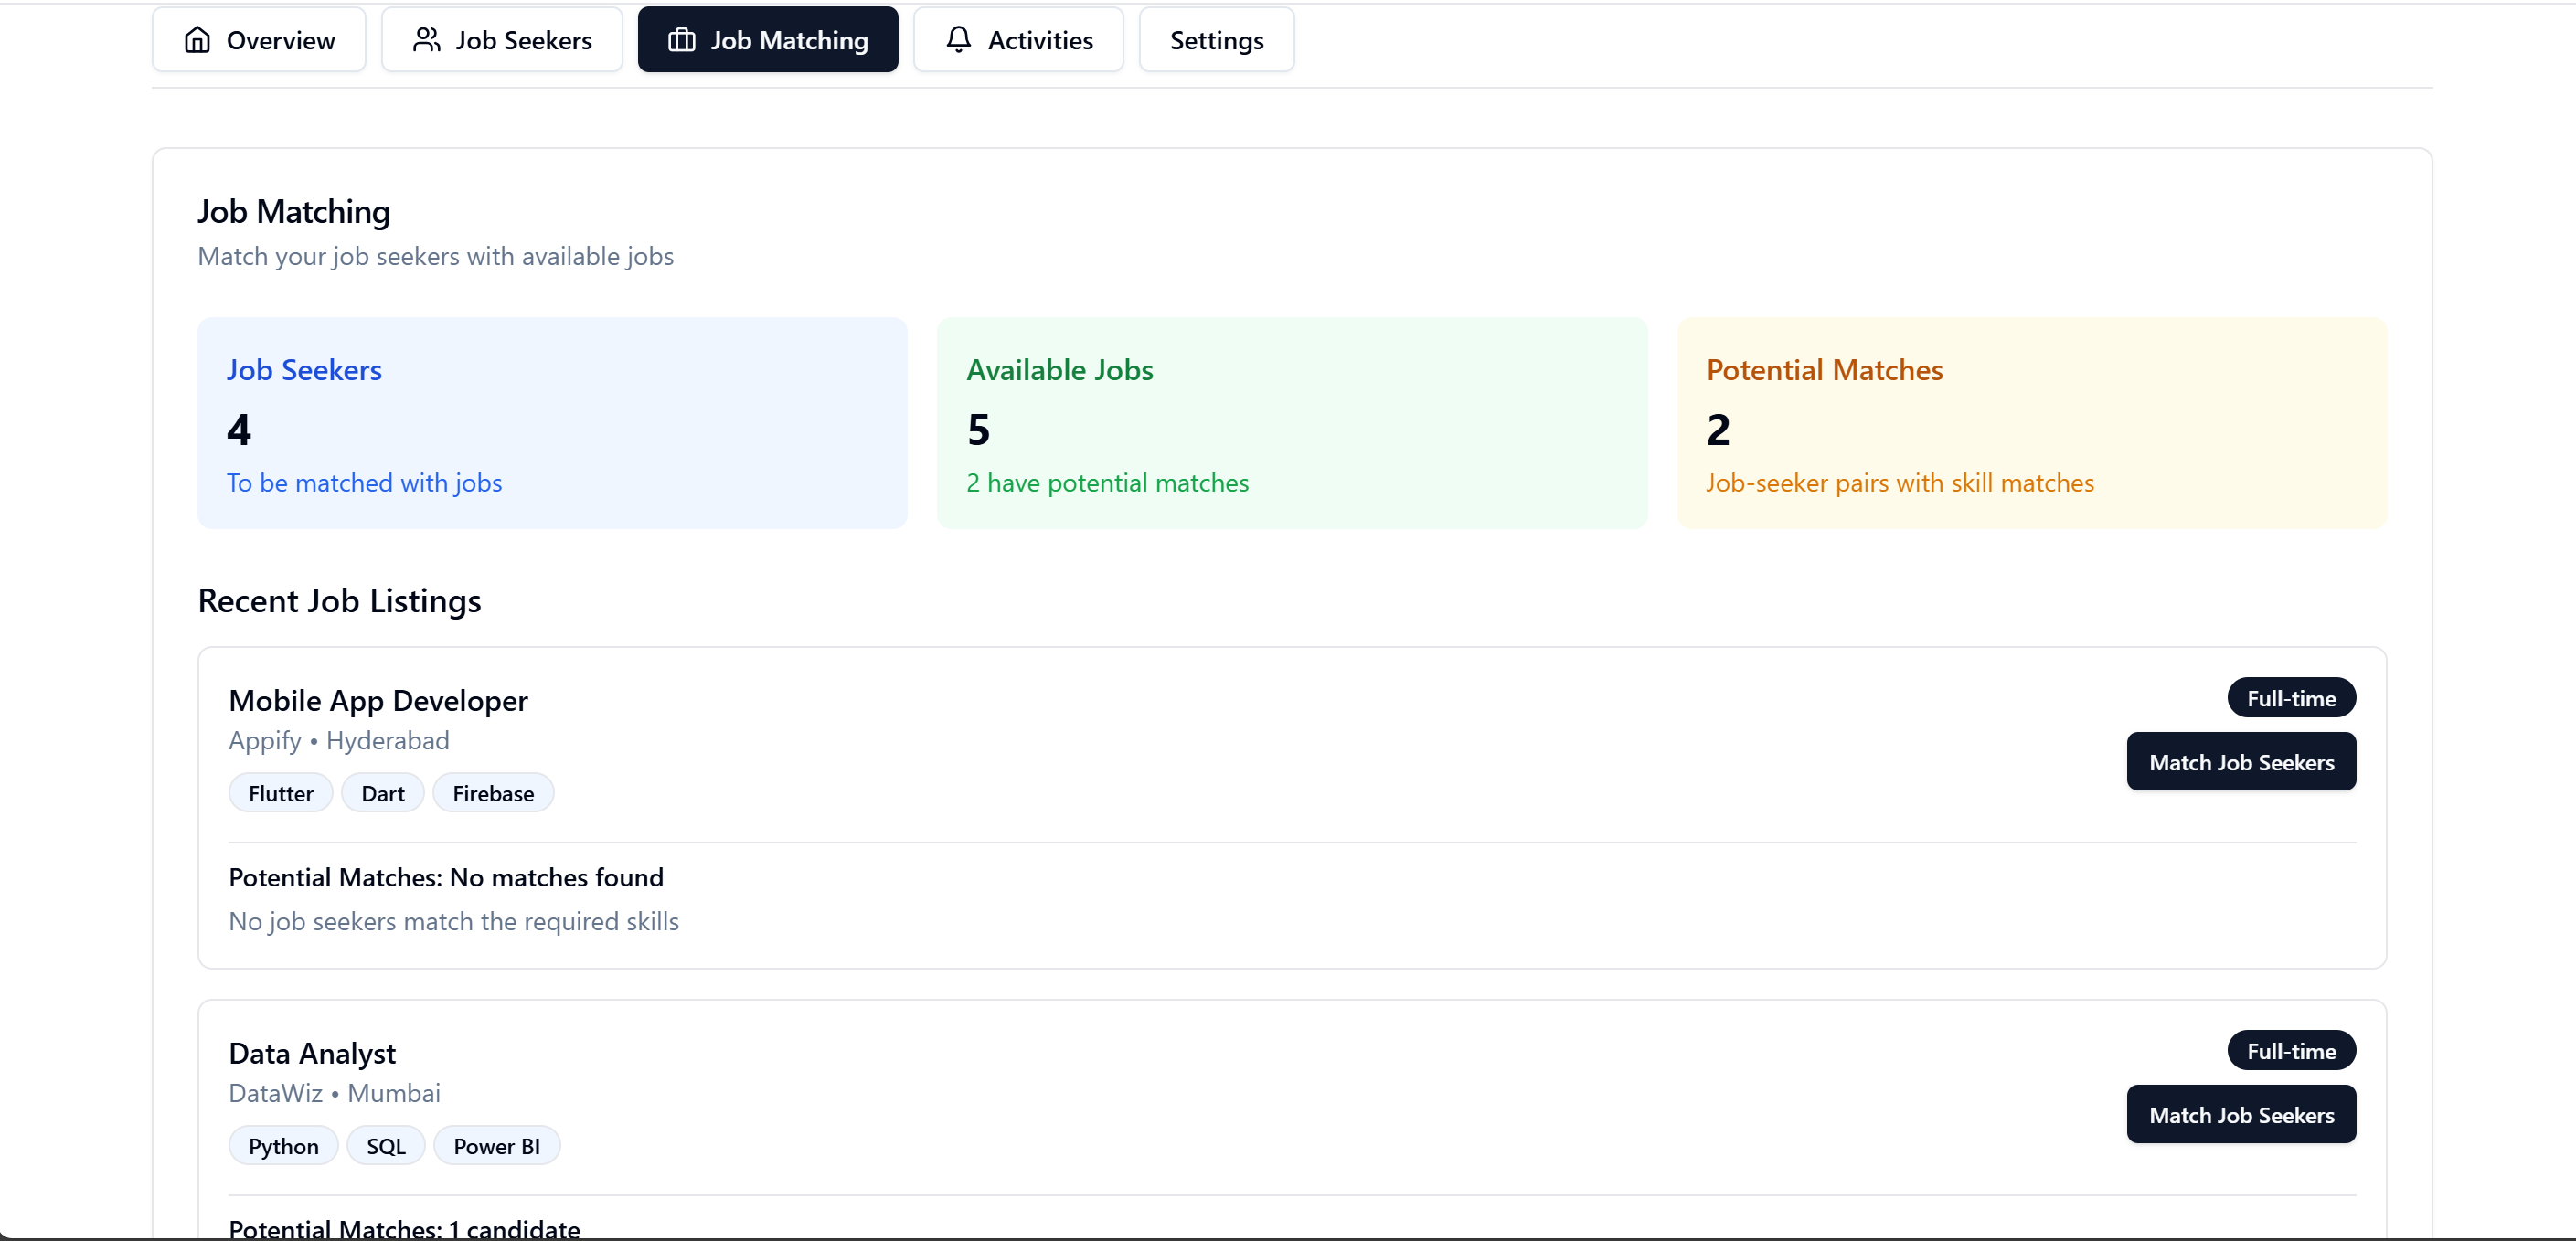 Overview Job Seekers Job Matching Activities Settings
Job Matching
Match your job seekers with available jobs
Job Seekers
4
To be matched with jobs
Available Jobs
5
2 have potential matches
Potential Matches
2
Job-seeker pairs with skill matches
Recent Job Listings
Mobile App Developer
Appify • Hyderabad
Flutter Dart Firebase
Full-time
Match Job Seekers
Potential Matches: No matches found
No job seekers match the required skills
Data Analyst
DataWiz • Mumbai
Python SQL Power BI
Full-time
Match Job Seekers
Potential Matches: 1 candidate